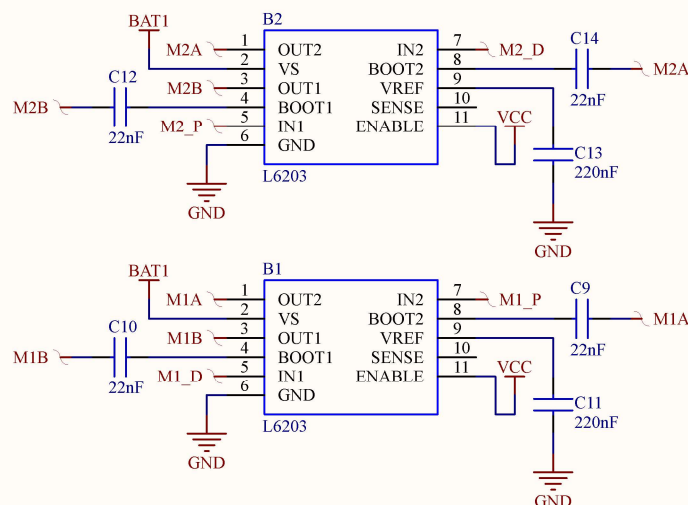 BAT1
B2
M2A 1 OUT2 IN2 7 M2_D
C14
2 VS BOOT2 8 M2A
C12
M2B 3 OUT1 VREF 9
22nF
M2B 4 BOOT1 SENSE 10
VCC
22nF
M2_P 5 IN1 ENABLE 11
6 GND
C13
220nF
L6203
GND
GND
BAT1
B1
M1A 1 OUT2 IN2 7 M1_P
C9
2 VS BOOT2 8 M1A
C10
M1B 3 OUT1 VREF 9
22nF
M1B 4 BOOT1 SENSE 10
VCC
22nF
M1_D 5 IN1 ENABLE 11
6 GND
C11
220nF
L6203
GND
GND